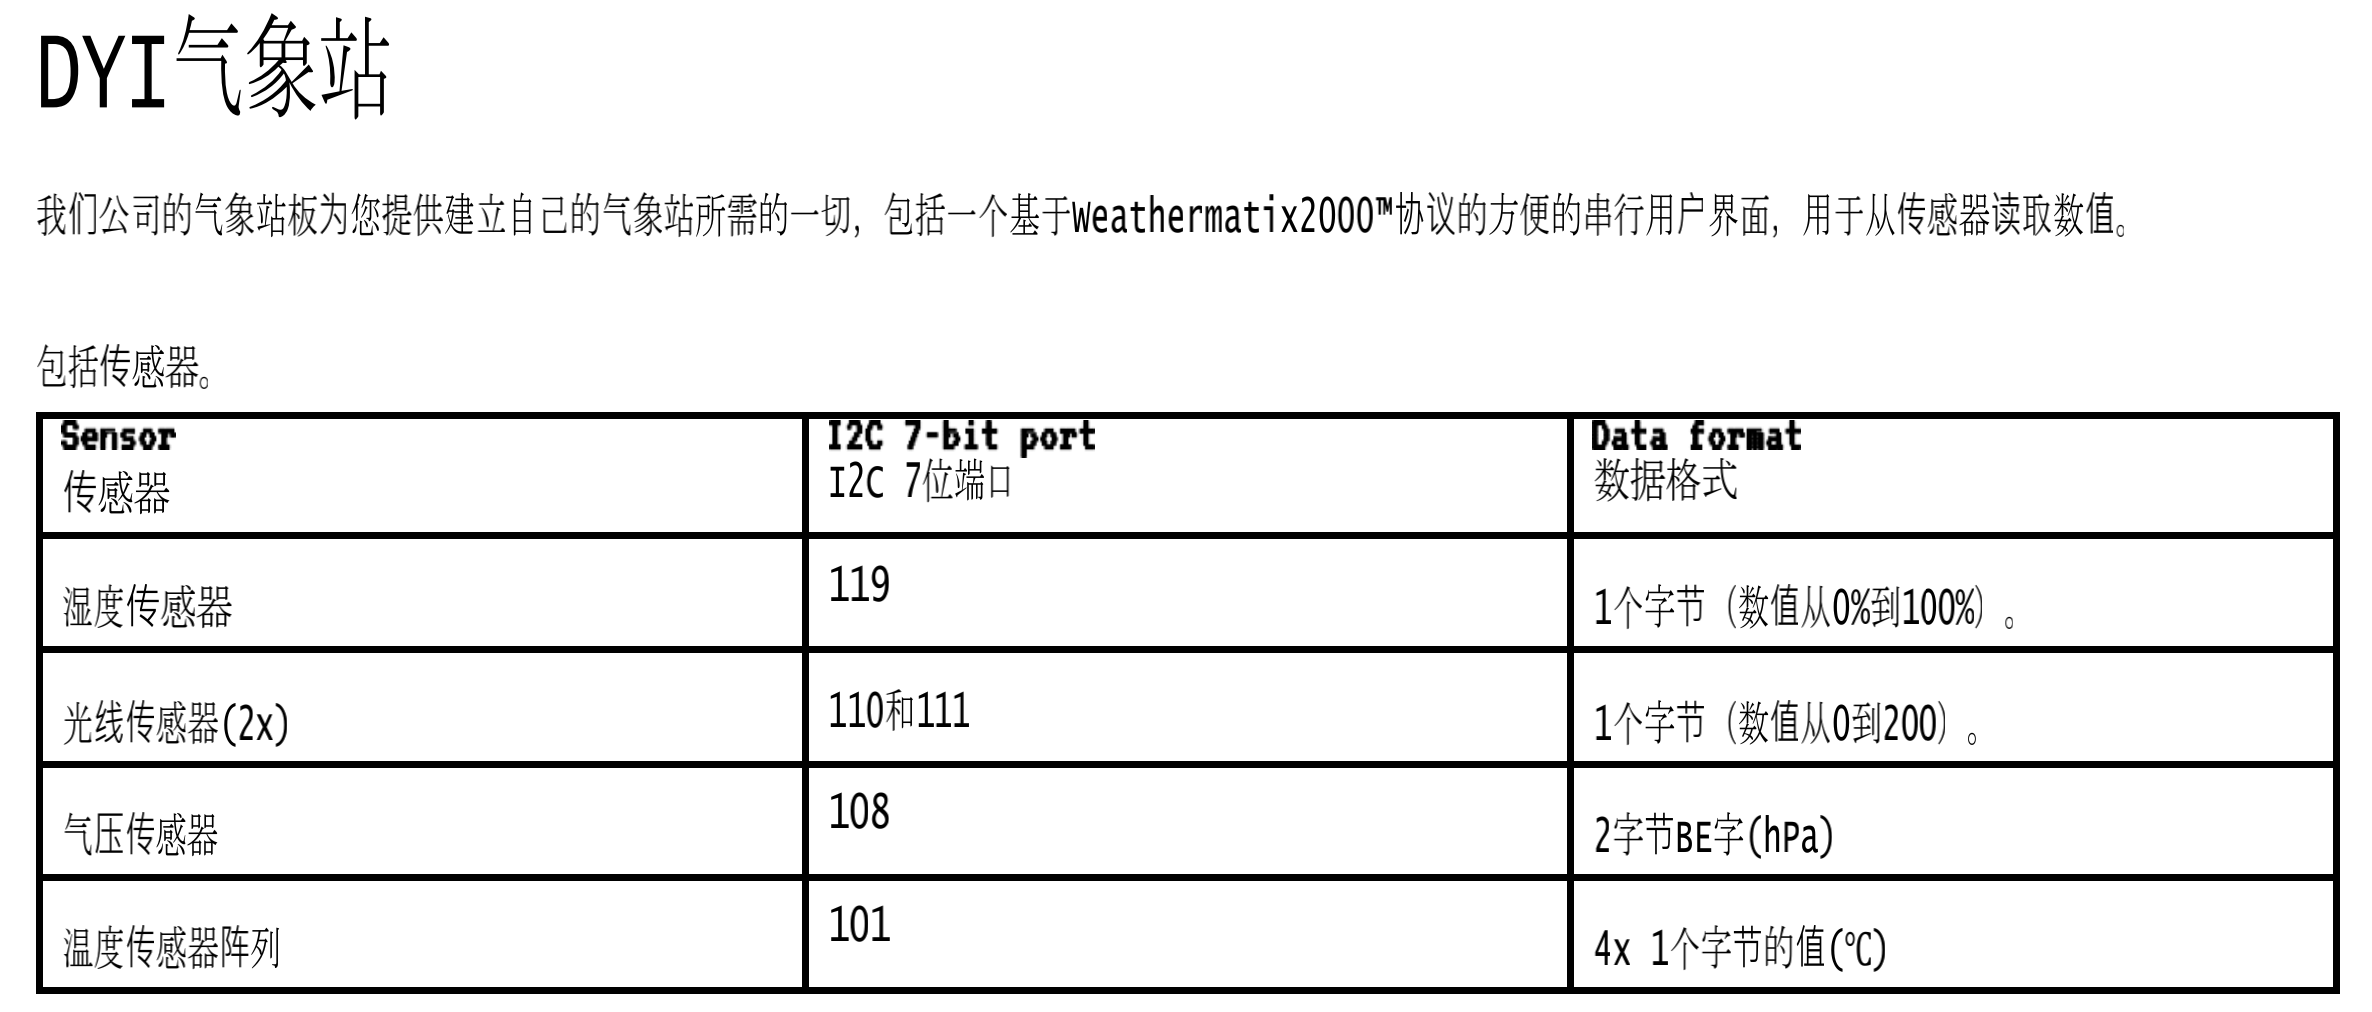 DYI气象站
我们公司的气象站板为您提供建立自己的气象站所需的一切，包括一个基于Weathermatix2000™协议的方便的串行用户界面，用于从传感器读取数值。
包括传感器。
Sensor
传感器
I2C 7-bit port
I2C 7位端口
Data format
数据格式
湿度传感器
119
1个字节（数值从0%到100%）。
光线传感器(2x)
110和111
1个字节（数值从0到200）。
气压传感器
108
2字节BE字(hPa)
温度传感器阵列
101
4x 1个字节的值(℃)